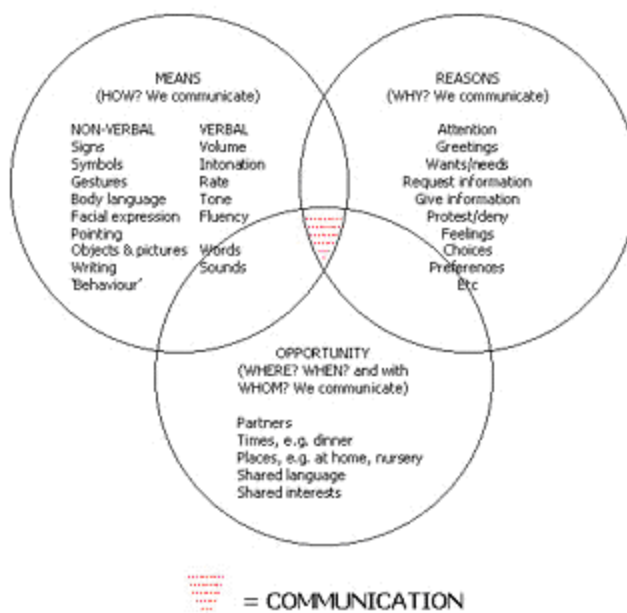 MEANS
(HOW? We communicate)
NON-VERBAL VERBAL
Signs Volume
Symbols Intonation
Gestures Rate
Body language Tone
Facial expression Fluency
Pointing
Objects & pictures Words
Writing Sounds
'Behaviour'
REASONS
(WHY? We communicate)
Attention
Greetings
Wants/needs
Request information
Give information
Protest/deny
Feelings
Choices
Preferences
Etc
OPPORTUNITY
(WHERE? WHEN? and with
WHOM? We communicate)
Partners
Times, e.g. dinner
Places, e.g. at home, nursery
Shared language
Shared interests
= COMMUNICATION